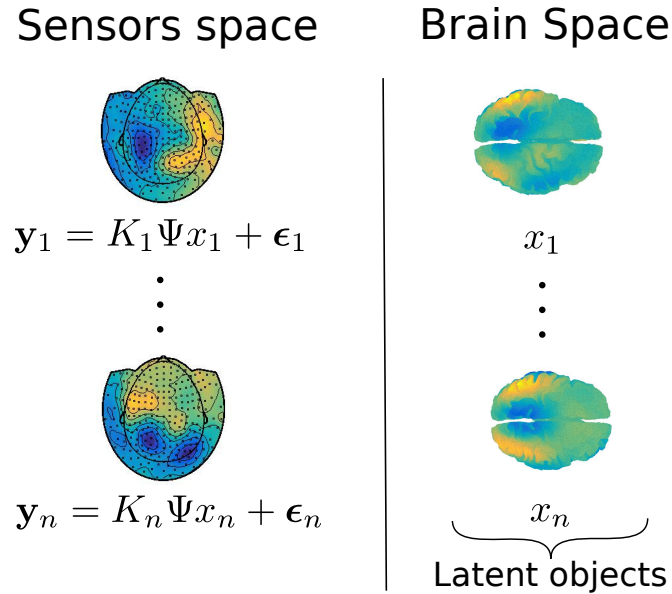 Sensors space
Brain Space
y₁ = K₁Ψx₁ + ϵ₁
x₁
yₙ = KₙΨxₙ + ϵₙ
xₙ
Latent objects